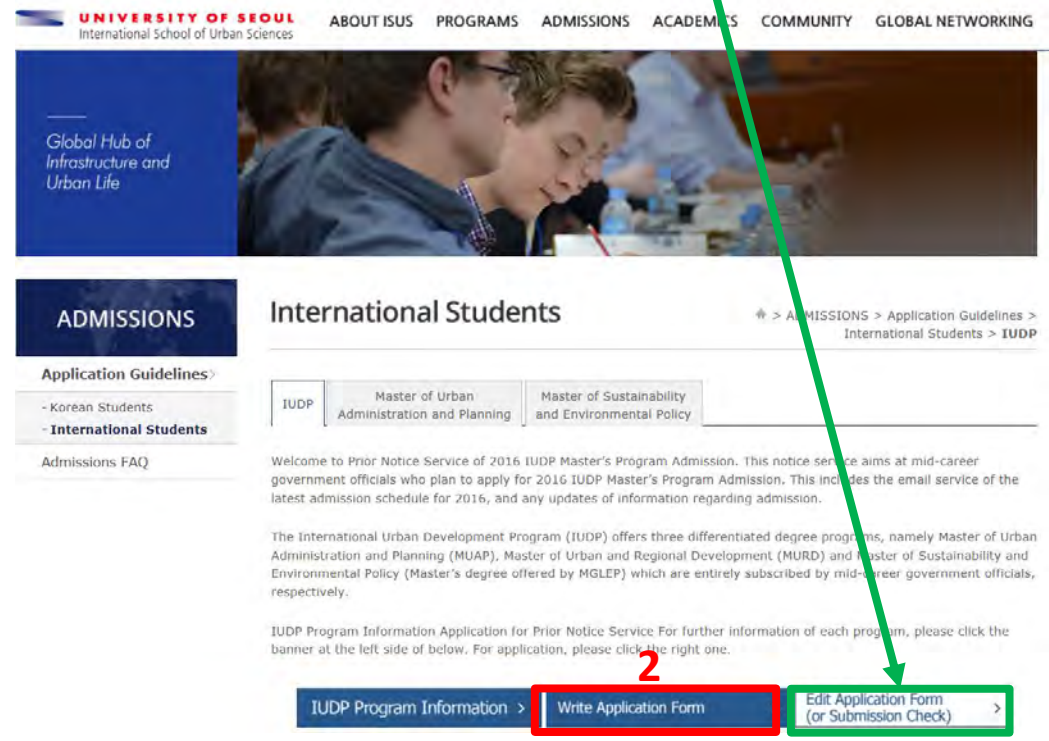 UNIVERSITY OF SEOUL
International School of Urban Sciences
ABOUT ISUS PROGRAMS ADMISSIONS ACADEMICS COMMUNITY GLOBAL NETWORKING
Global Hub of
Infrastructure and
Urban Life
ADMISSIONS
Application Guidelines>
- Korean Students
- International Students
Admissions FAQ
International Students
> ADMISSIONS > Application Guidelines >
International Students > IUDP
IUDP
Master of Urban
Administration and Planning
Master of Sustainability
and Environmental Policy
Welcome to Prior Notice Service of 2016 IUDP Master's Program Admission. This notice service aims at mid-career
government officials who plan to apply for 2016 IUDP Master's Program Admission. This includes the email service of the
latest admission schedule for 2016, and any updates of information regarding admission.
The International Urban Development Program (IUDP) offers three differentiated degree programs, namely Master of Urban
Administration and Planning (MUAP), Master of Urban and Regional Development (MURD) and Master of Sustainability and
Environmental Policy (Master's degree offered by MGLEP) which are entirely subscribed by mid-career government officials,
respectively.
IUDP Program Information Application for Prior Notice Service For further information of each program, please click the
banner at the left side of below. For application, please click the right one.
2
IUDP Program Information >
Write Application Form
Edit Application Form
(or Submission Check) >